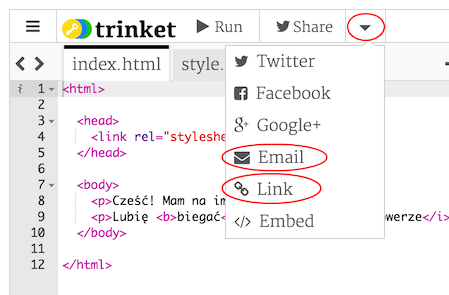 trinket Run Share
index.html style.
Twitter
Facebook
Google+
Email
Link
Embed
i 1 <html>
2
3 <head>
4 <link rel="styleshe
5 </head>
6
7 <body>
8 <p>Cześć! Mam na im
9 <p>Lubię <b>biegać< werze</i>
10 </body>
11
12 </html>